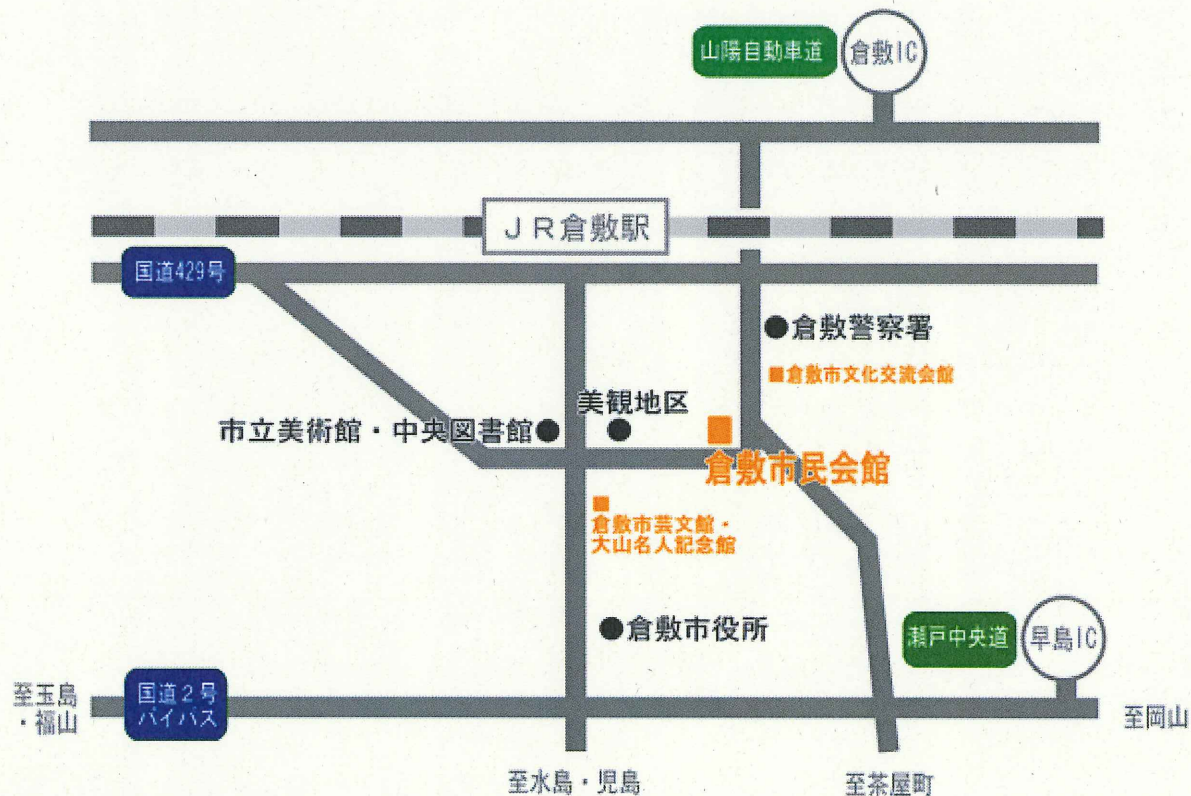 山陽自動車道
倉敷IC
JR倉敷駅
国道429号
●倉敷警察署
■倉敷市文化交流会館
美観地区
市立美術館・中央図書館●
倉敷市民会館
倉敷市芸文館・
大山名人記念館
●倉敷市役所
瀬戸中央道
早島IC
至玉島
・福山
国道2号
バイパス
至岡山
至水島・児島
至茶屋町